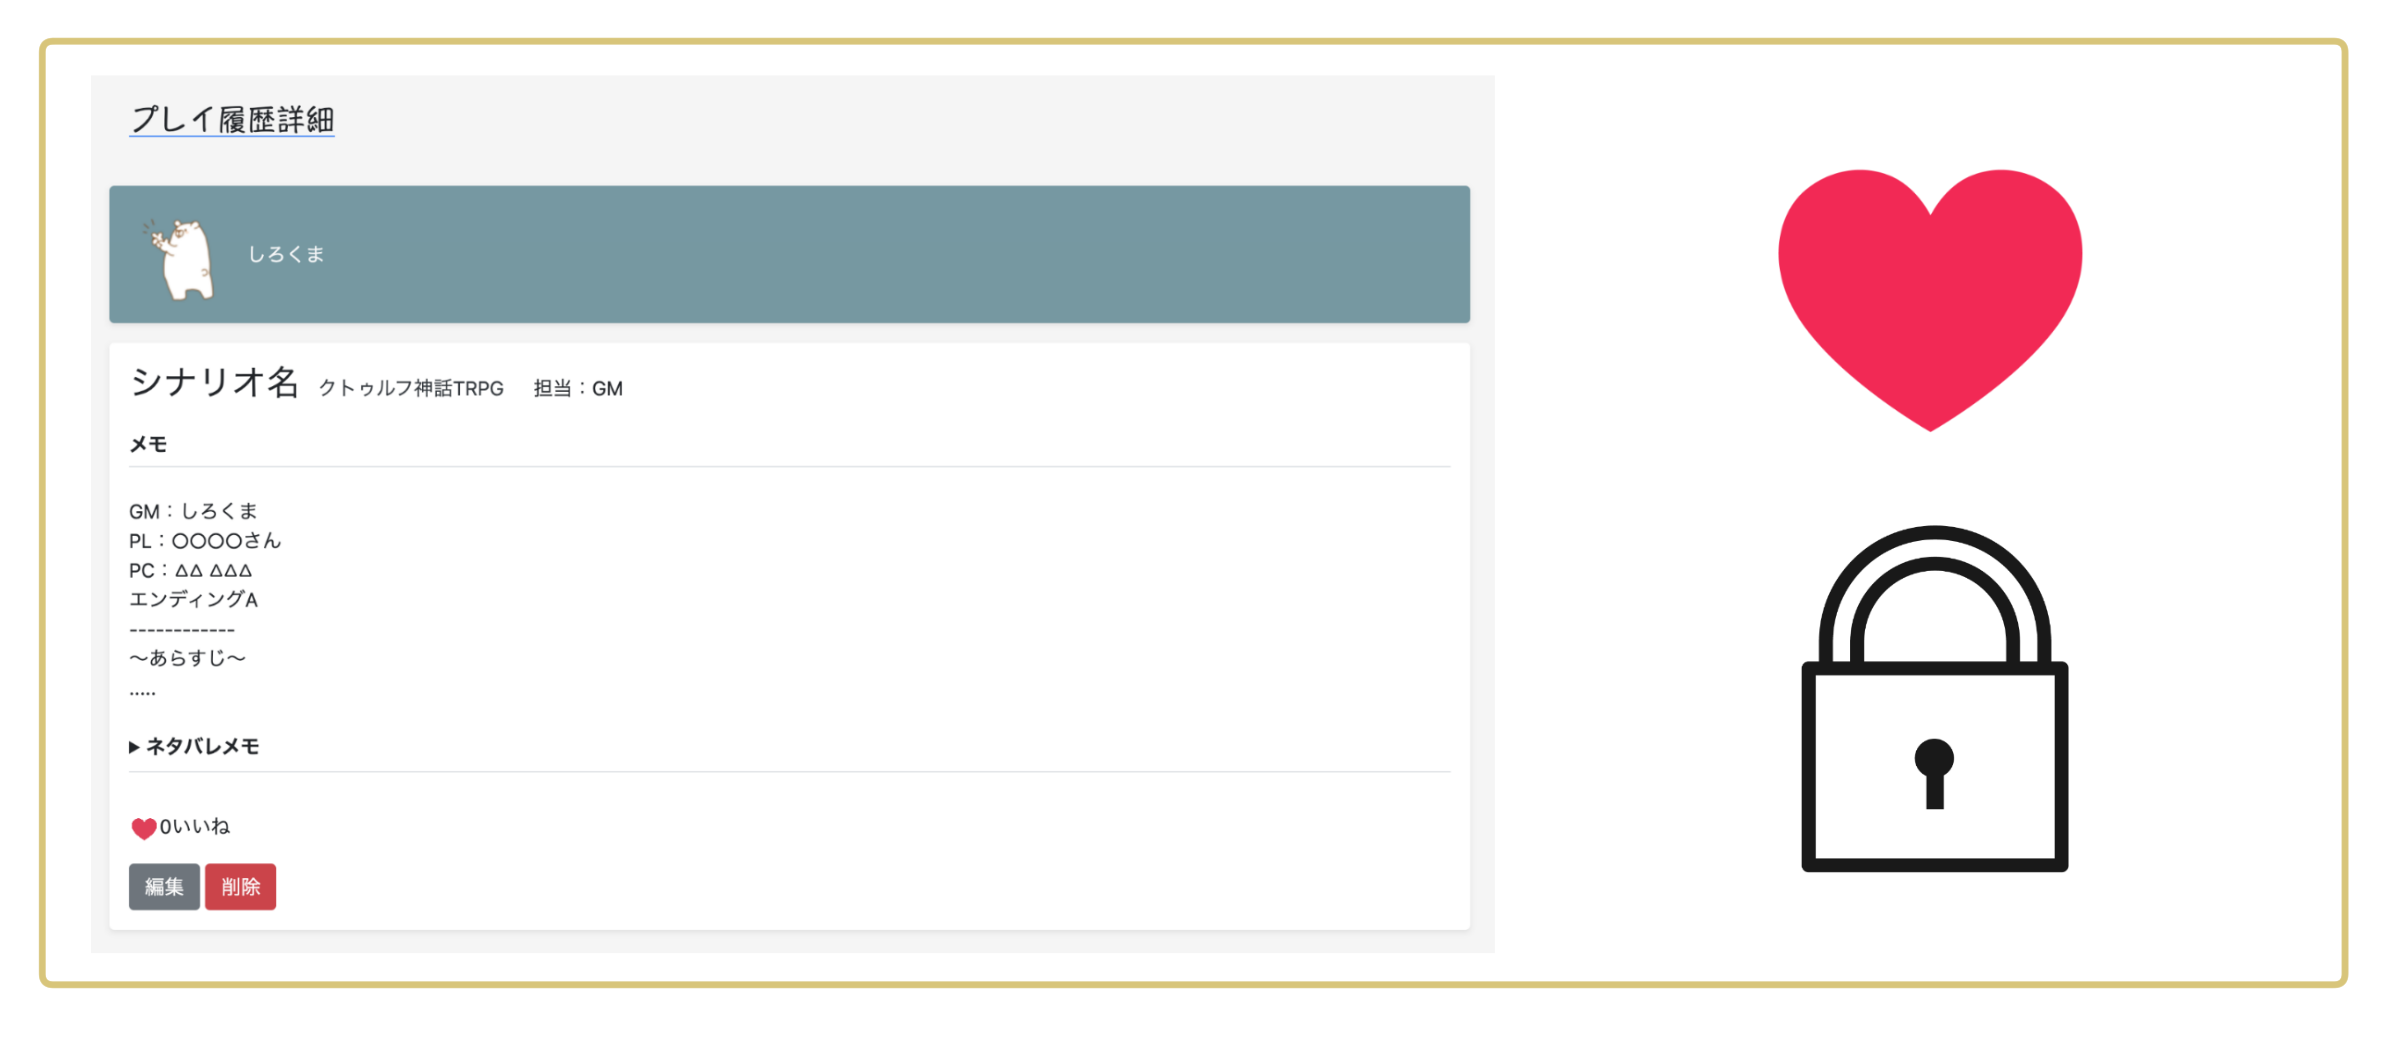 プレイ履歴詳細
しろくま
シナリオ名 クトゥルフ神話TRPG 担当：GM
メモ
GM：しろくま
PL：〇〇〇〇さん
PC：△△ △△△
エンディングA
------------
〜あらすじ〜
.....
▶ ネタバレメモ
0いいね
編集 削除